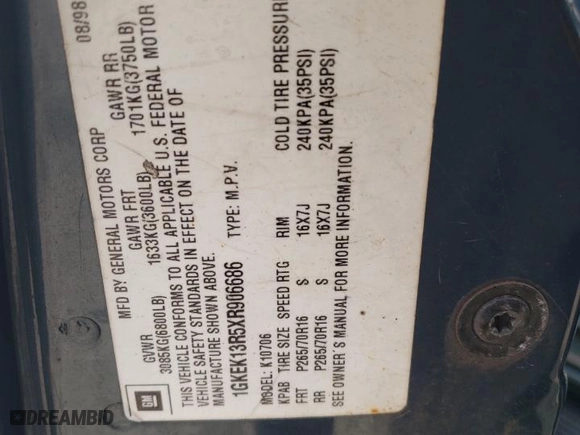 MFD BY GENERAL MOTORS CORP 08/98
GVWR GAWR FRT GAWR RR
3085KG(6800LB) 1633KG(3600LB) 1701KG(3750LB)
THIS VEHICLE CONFORMS TO ALL APPLICABLE U.S. FEDERAL MOTOR
VEHICLE SAFETY STANDARDS IN EFFECT ON THE DATE OF
MANUFACTURE SHOWN ABOVE.
1GKEK13R5XR906686 TYPE: M.P.V.
MODEL: K10706
KPAB TIRE SIZE SPEED RTG RIM COLD TIRE PRESSURE
FRT P265/70R16 S 16X7J 240KPA(35PSI)
RR P265/70R16 S 16X7J 240KPA(35PSI)
SEE OWNER'S MANUAL FOR MORE INFORMATION.
GM
DREAMBID